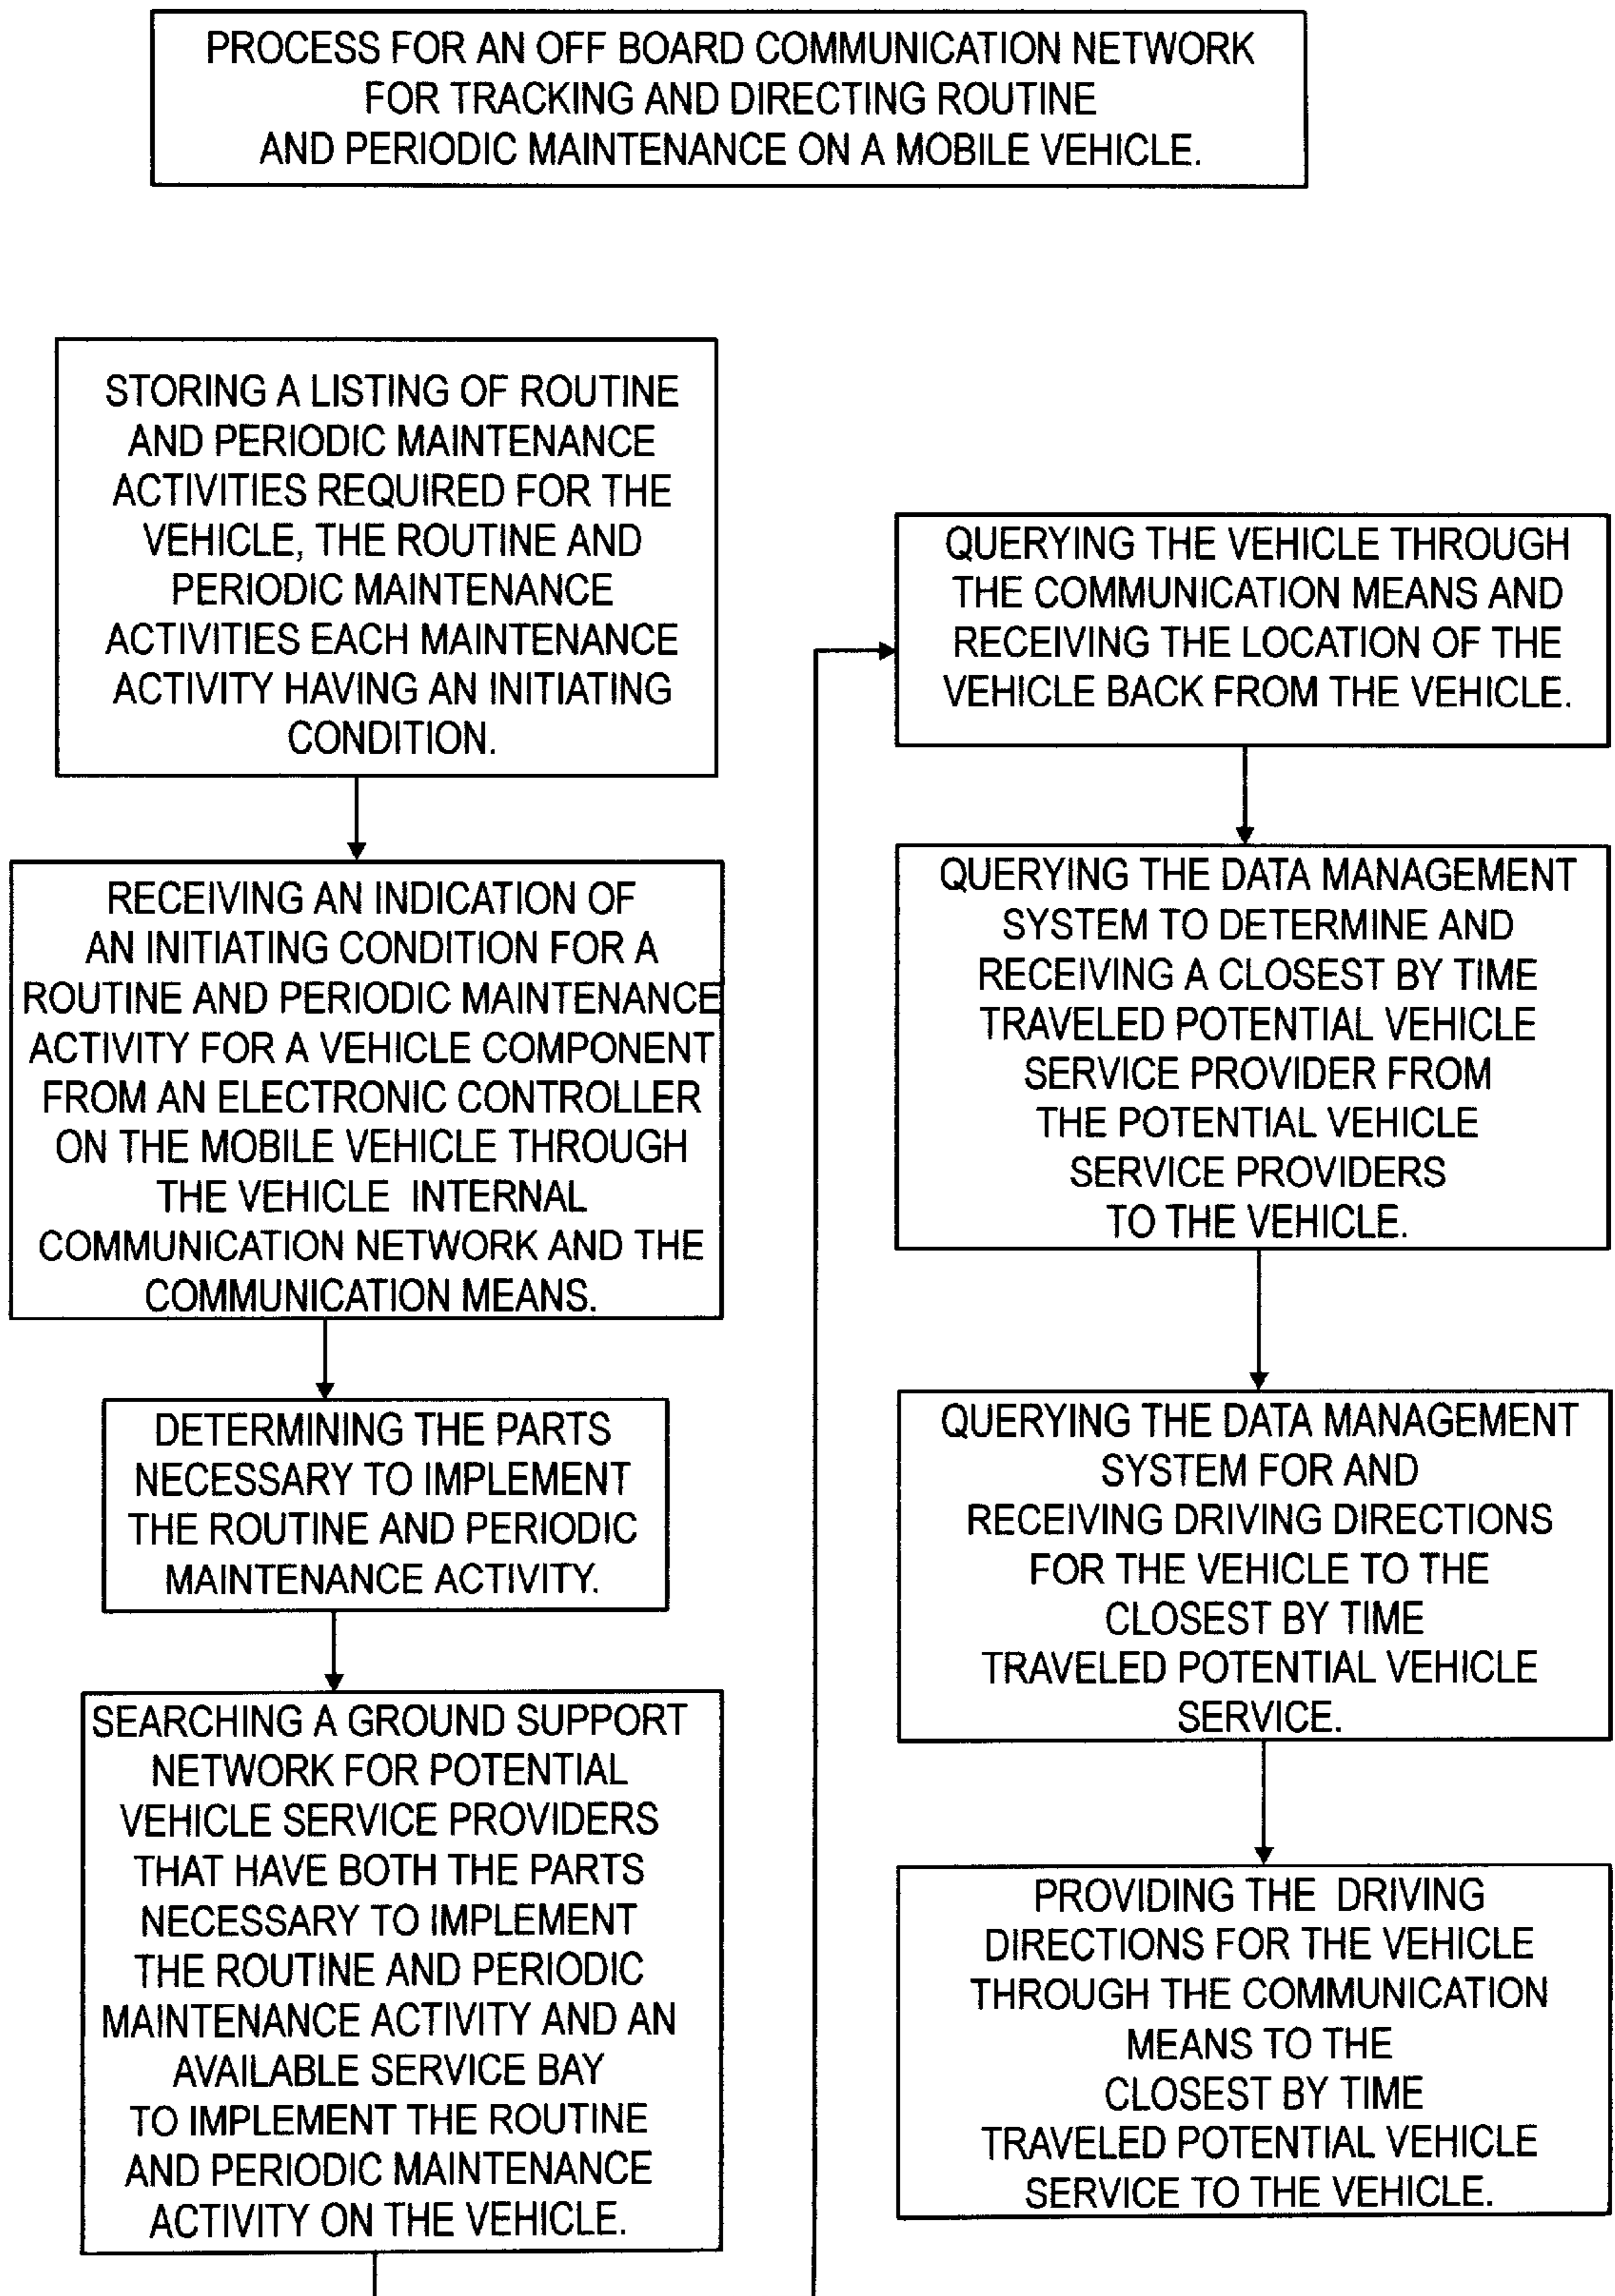 PROCESS FOR AN OFF BOARD COMMUNICATION NETWORK
FOR TRACKING AND DIRECTING ROUTINE
AND PERIODIC MAINTENANCE ON A MOBILE VEHICLE.
STORING A LISTING OF ROUTINE
AND PERIODIC MAINTENANCE
ACTIVITIES REQUIRED FOR THE
VEHICLE, THE ROUTINE AND
PERIODIC MAINTENANCE
ACTIVITIES EACH MAINTENANCE
ACTIVITY HAVING AN INITIATING
CONDITION.
RECEIVING AN INDICATION OF
AN INITIATING CONDITION FOR A
ROUTINE AND PERIODIC MAINTENANCE
ACTIVITY FOR A VEHICLE COMPONENT
FROM AN ELECTRONIC CONTROLLER
ON THE MOBILE VEHICLE THROUGH
THE VEHICLE INTERNAL
COMMUNICATION NETWORK AND THE
COMMUNICATION MEANS.
DETERMINING THE PARTS
NECESSARY TO IMPLEMENT
THE ROUTINE AND PERIODIC
MAINTENANCE ACTIVITY.
SEARCHING A GROUND SUPPORT
NETWORK FOR POTENTIAL
VEHICLE SERVICE PROVIDERS
THAT HAVE BOTH THE PARTS
NECESSARY TO IMPLEMENT
THE ROUTINE AND PERIODIC
MAINTENANCE ACTIVITY AND AN
AVAILABLE SERVICE BAY
TO IMPLEMENT THE ROUTINE
AND PERIODIC MAINTENANCE
ACTIVITY ON THE VEHICLE.
QUERYING THE VEHICLE THROUGH
THE COMMUNICATION MEANS AND
RECEIVING THE LOCATION OF THE
VEHICLE BACK FROM THE VEHICLE.
QUERYING THE DATA MANAGEMENT
SYSTEM TO DETERMINE AND
RECEIVING A CLOSEST BY TIME
TRAVELED POTENTIAL VEHICLE
SERVICE PROVIDER FROM
THE POTENTIAL VEHICLE
SERVICE PROVIDERS
TO THE VEHICLE.
QUERYING THE DATA MANAGEMENT
SYSTEM FOR AND
RECEIVING DRIVING DIRECTIONS
FOR THE VEHICLE TO THE
CLOSEST BY TIME
TRAVELED POTENTIAL VEHICLE
SERVICE.
PROVIDING THE DRIVING
DIRECTIONS FOR THE VEHICLE
THROUGH THE COMMUNICATION
MEANS TO THE
CLOSEST BY TIME
TRAVELED POTENTIAL VEHICLE
SERVICE TO THE VEHICLE.